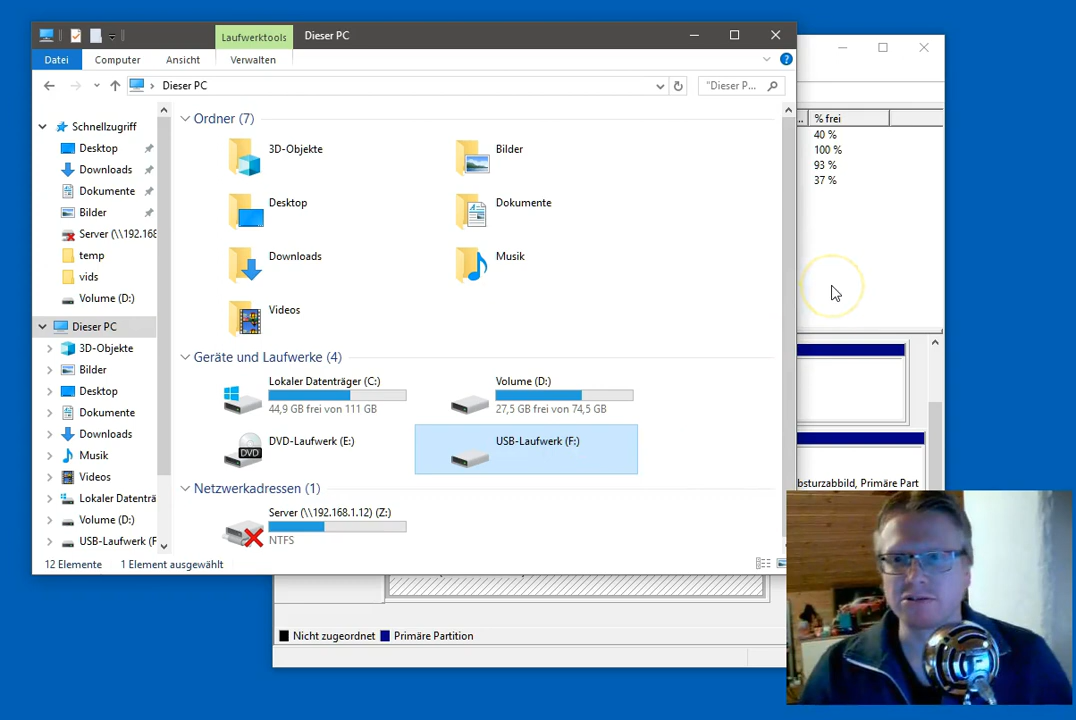 Laufwerktools
Dieser PC
Datei
Computer
Ansicht
Verwalten
Dieser PC
"Dieser P...
Schnellzugriff
Desktop
Downloads
Dokumente
Bilder
Server (\\192.168
temp
vids
Volume (D:)
Dieser PC
3D-Objekte
Bilder
Desktop
Dokumente
Downloads
Musik
Videos
Lokaler Datenträ
Volume (D:)
USB-Laufwerk (F
Ordner (7)
3D-Objekte
Bilder
Desktop
Dokumente
Downloads
Musik
Videos
Geräte und Laufwerke (4)
Lokaler Datenträger (C:)
44,9 GB frei von 111 GB
Volume (D:)
27,5 GB frei von 74,5 GB
DVD-Laufwerk (E:)
DVD
USB-Laufwerk (F:)
Netzwerkadressen (1)
Server (\\192.168.1.12) (Z:)
NTFS
12 Elemente
1 Element ausgewählt
... % frei
40 %
100 %
93 %
37 %
bsturzabbild, Primäre Part
Nicht zugeordnet
Primäre Partition